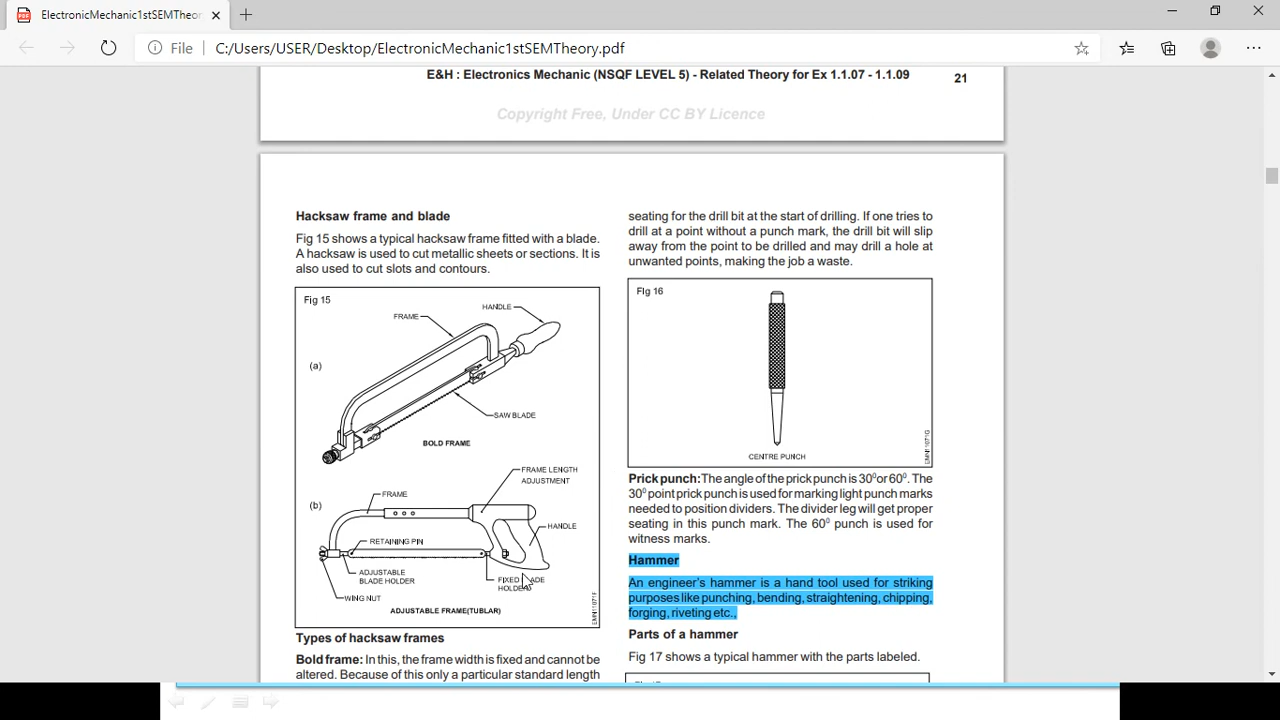 ElectronicMechanic1stSEMTheory
File
C:/Users/USER/Desktop/ElectronicMechanic1stSEMTheory.pdf
E&H : Electronics Mechanic (NSQF LEVEL 5) - Related Theory for Ex 1.1.07 - 1.1.09
21
Copyright Free, Under CC BY Licence
Hacksaw frame and blade
Fig 15 shows a typical hacksaw frame fitted with a blade.
A hacksaw is used to cut metallic sheets or sections. It is
also used to cut slots and contours.
Fig 15
HANDLE
FRAME
(a)
SAW BLADE
BOLD FRAME
FRAME LENGTH
ADJUSTMENT
FRAME
(b)
HANDLE
RETAINING PIN
ADJUSTABLE
BLADE HOLDER
FIXED BLADE
HOLDER
WING NUT
ADJUSTABLE FRAME(TUBLAR)
EMN11071F
Types of hacksaw frames
Bold frame: In this, the frame width is fixed and cannot be
altered. Because of this only a particular standard length
seating for the drill bit at the start of drilling. If one tries to
drill at a point without a punch mark, the drill bit will slip
away from the point to be drilled and may drill a hole at
unwanted points, making the job a waste.
FIg 16
CENTRE PUNCH
EMN11071G
Prick punch: The angle of the prick punch is 30⁰ or 60⁰. The
30⁰ point prick punch is used for marking light punch marks
needed to position dividers. The divider leg will get proper
seating in this punch mark. The 60⁰ punch is used for
witness marks.
Hammer
An engineer's hammer is a hand tool used for striking
purposes like punching, bending, straightening, chipping,
forging, riveting etc.,
Parts of a hammer
Fig 17 shows a typical hammer with the parts labeled.